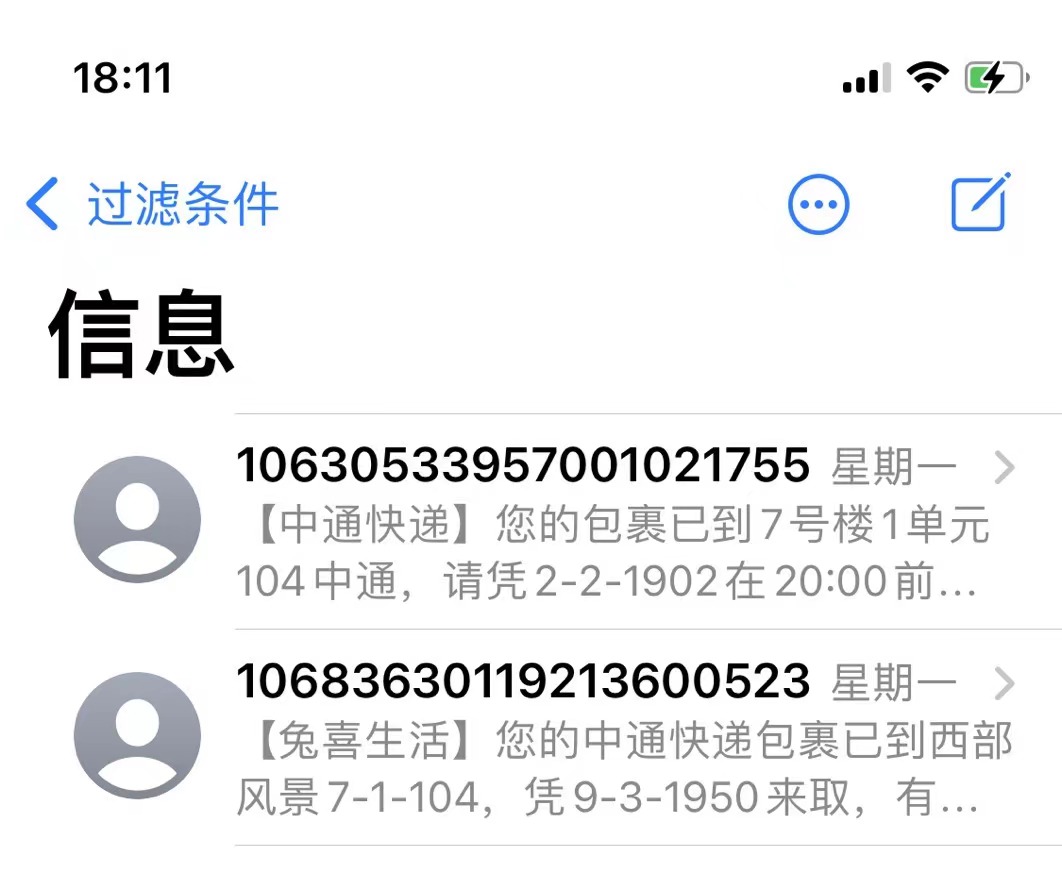 18:11
过滤条件
信息
10630533957001021755 星期一
【中通快递】您的包裹已到7号楼1单元
104中通，请凭2-2-1902在20:00前...
10683630119213600523 星期一
【兔喜生活】您的中通快递包裹已到西部
风景7-1-104，凭9-3-1950来取，有...